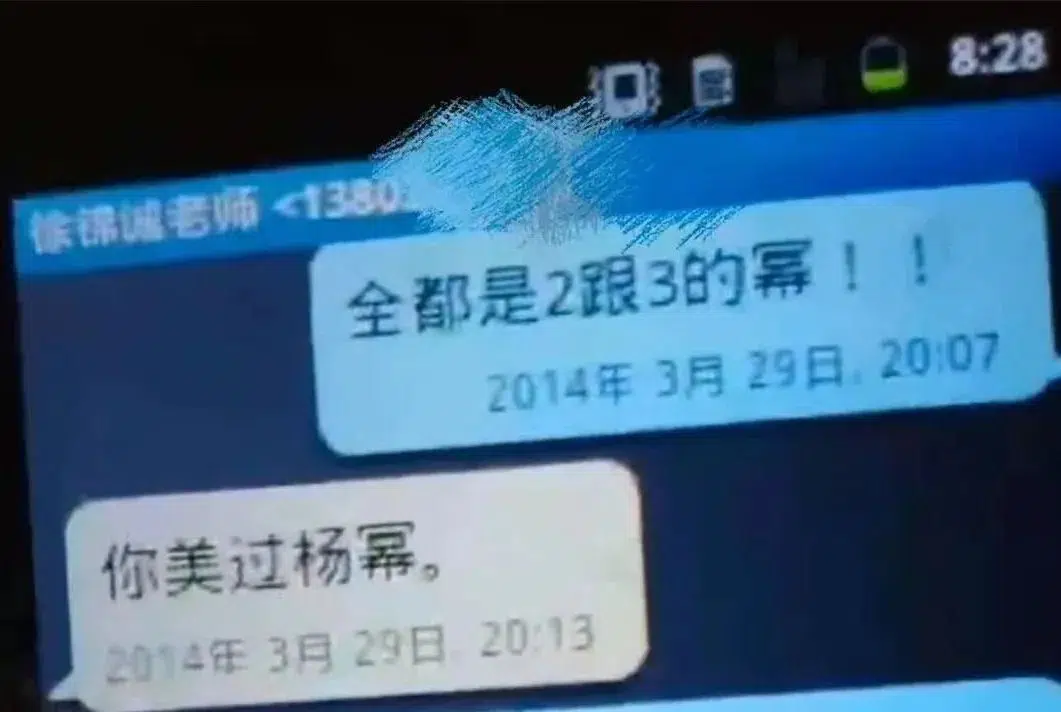 8:28
徐锦诚老师 <1380
全都是2跟3的幂！！
2014年 3月 29日, 20:07
你美过杨幂。
2014年 3月 29日, 20:13